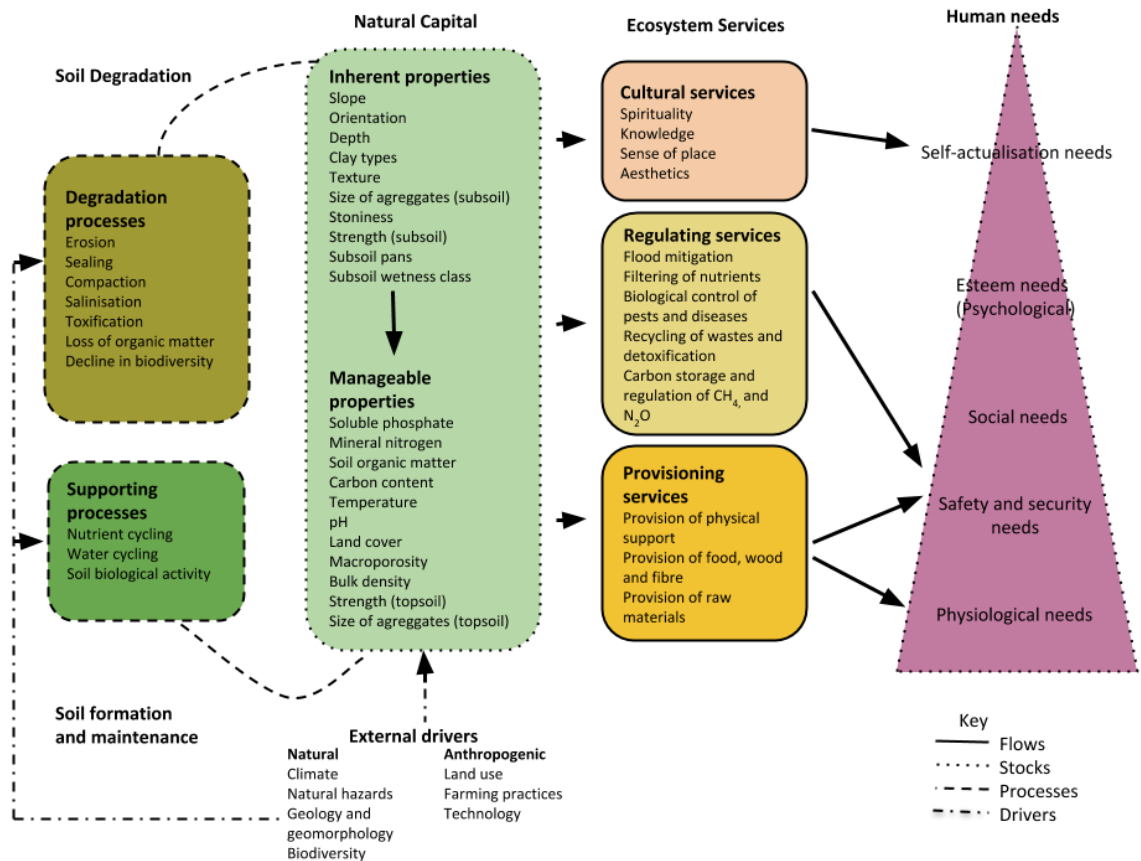 Natural Capital
Ecosystem Services
Human needs
Soil Degradation
Degradation
processes
Erosion
Sealing
Compaction
Salinisation
Toxification
Loss of organic matter
Decline in biodiversity
Supporting
processes
Nutrient cycling
Water cycling
Soil biological activity
Soil formation
and maintenance
Inherent properties
Slope
Orientation
Depth
Clay types
Texture
Size of agreggates (subsoil)
Stoniness
Strength (subsoil)
Subsoil pans
Subsoil wetness class
Manageable
properties
Soluble phosphate
Mineral nitrogen
Soil organic matter
Carbon content
Temperature
pH
Land cover
Macroporosity
Bulk density
Strength (topsoil)
Size of agreggates (topsoil)
External drivers
Natural
Climate
Natural hazards
Geology and
geomorphology
Biodiversity
Anthropogenic
Land use
Farming practices
Technology
Cultural services
Spirituality
Knowledge
Sense of place
Aesthetics
Regulating services
Flood mitigation
Filtering of nutrients
Biological control of
pests and diseases
Recycling of wastes and
detoxification
Carbon storage and
regulation of CH4, and
N2O
Provisioning
services
Provision of physical
support
Provision of food, wood
and fibre
Provision of raw
materials
Self-actualisation needs
Esteem needs
(Psychological)
Social needs
Safety and security
needs
Physiological needs
Key
Flows
Stocks
Processes
Drivers